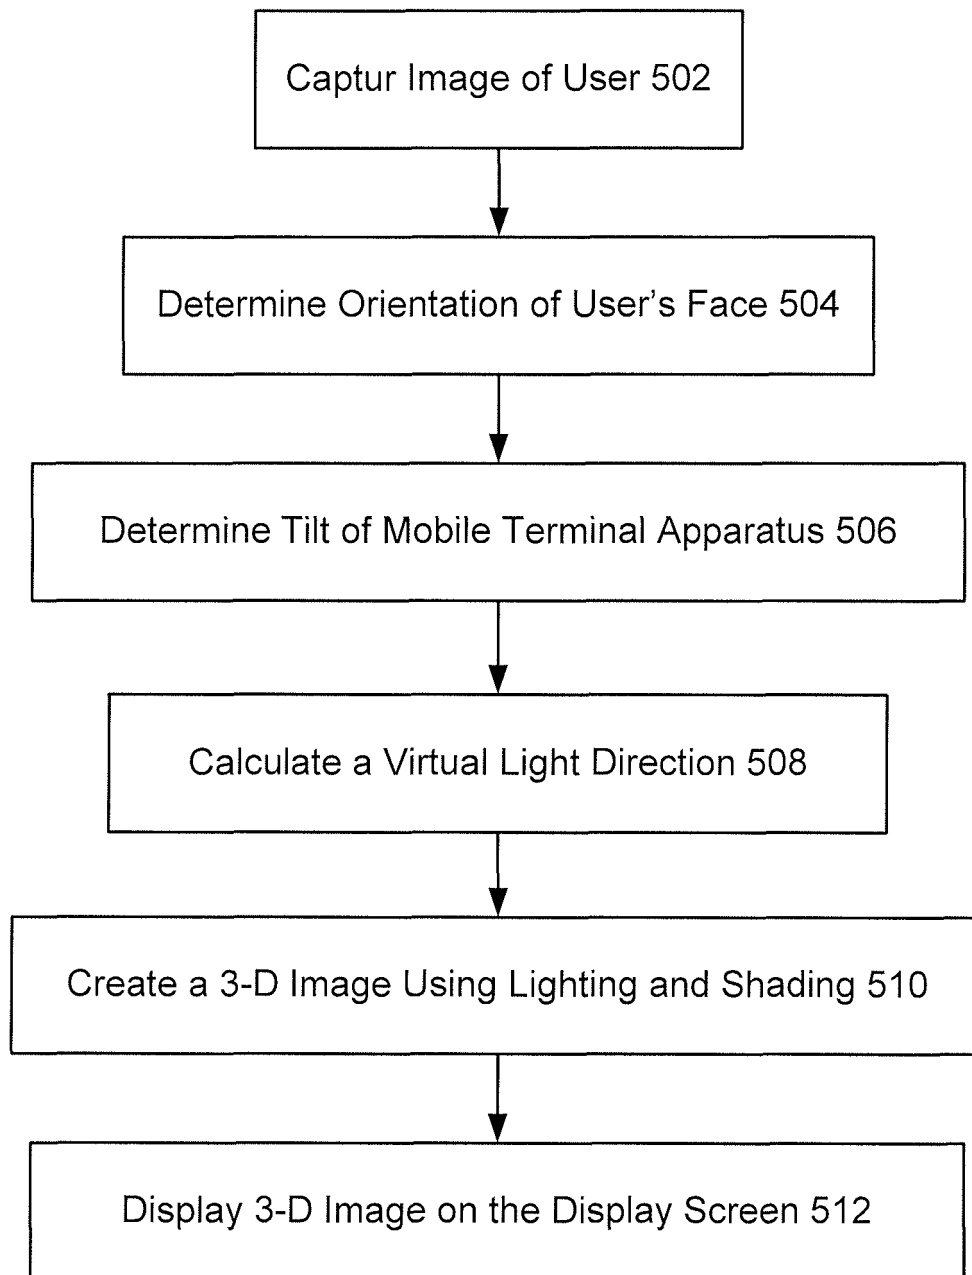 Captur Image of User 502
Determine Orientation of User's Face 504
Determine Tilt of Mobile Terminal Apparatus 506
Calculate a Virtual Light Direction 508
Create a 3-D Image Using Lighting and Shading 510
Display 3-D Image on the Display Screen 512